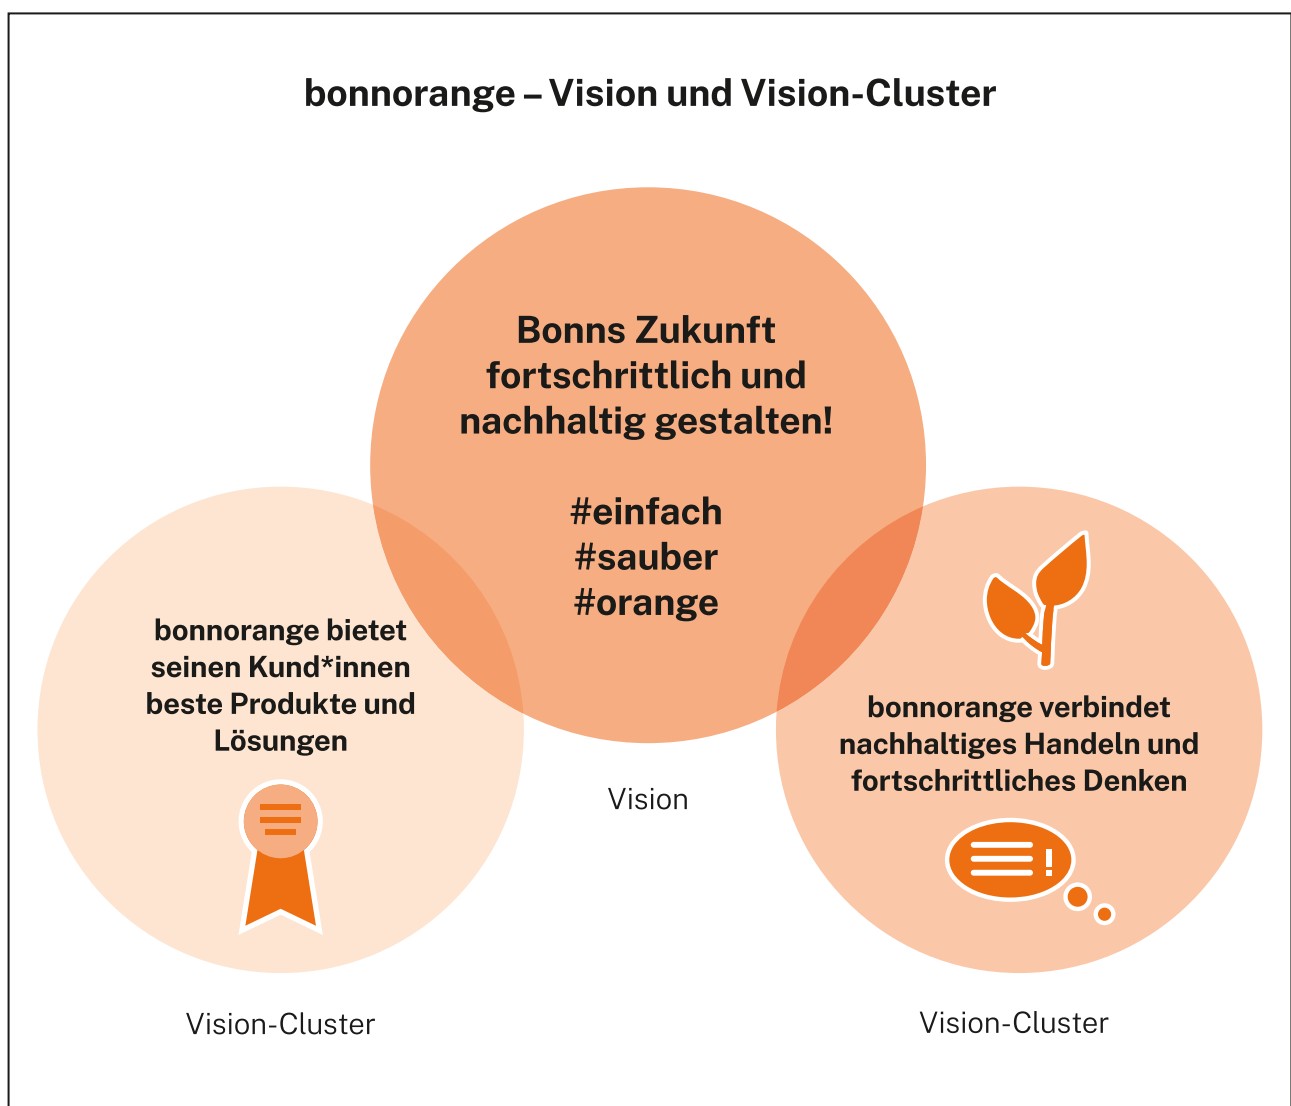 bonnorange – Vision und Vision-Cluster
Bonns Zukunft
fortschrittlich und
nachhaltig gestalten!
#einfach
#sauber
#orange
bonnorange bietet
seinen Kund*innen
beste Produkte und
Lösungen
bonnorange verbindet
nachhaltiges Handeln und
fortschrittliches Denken
!
Vision
Vision-Cluster
Vision-Cluster